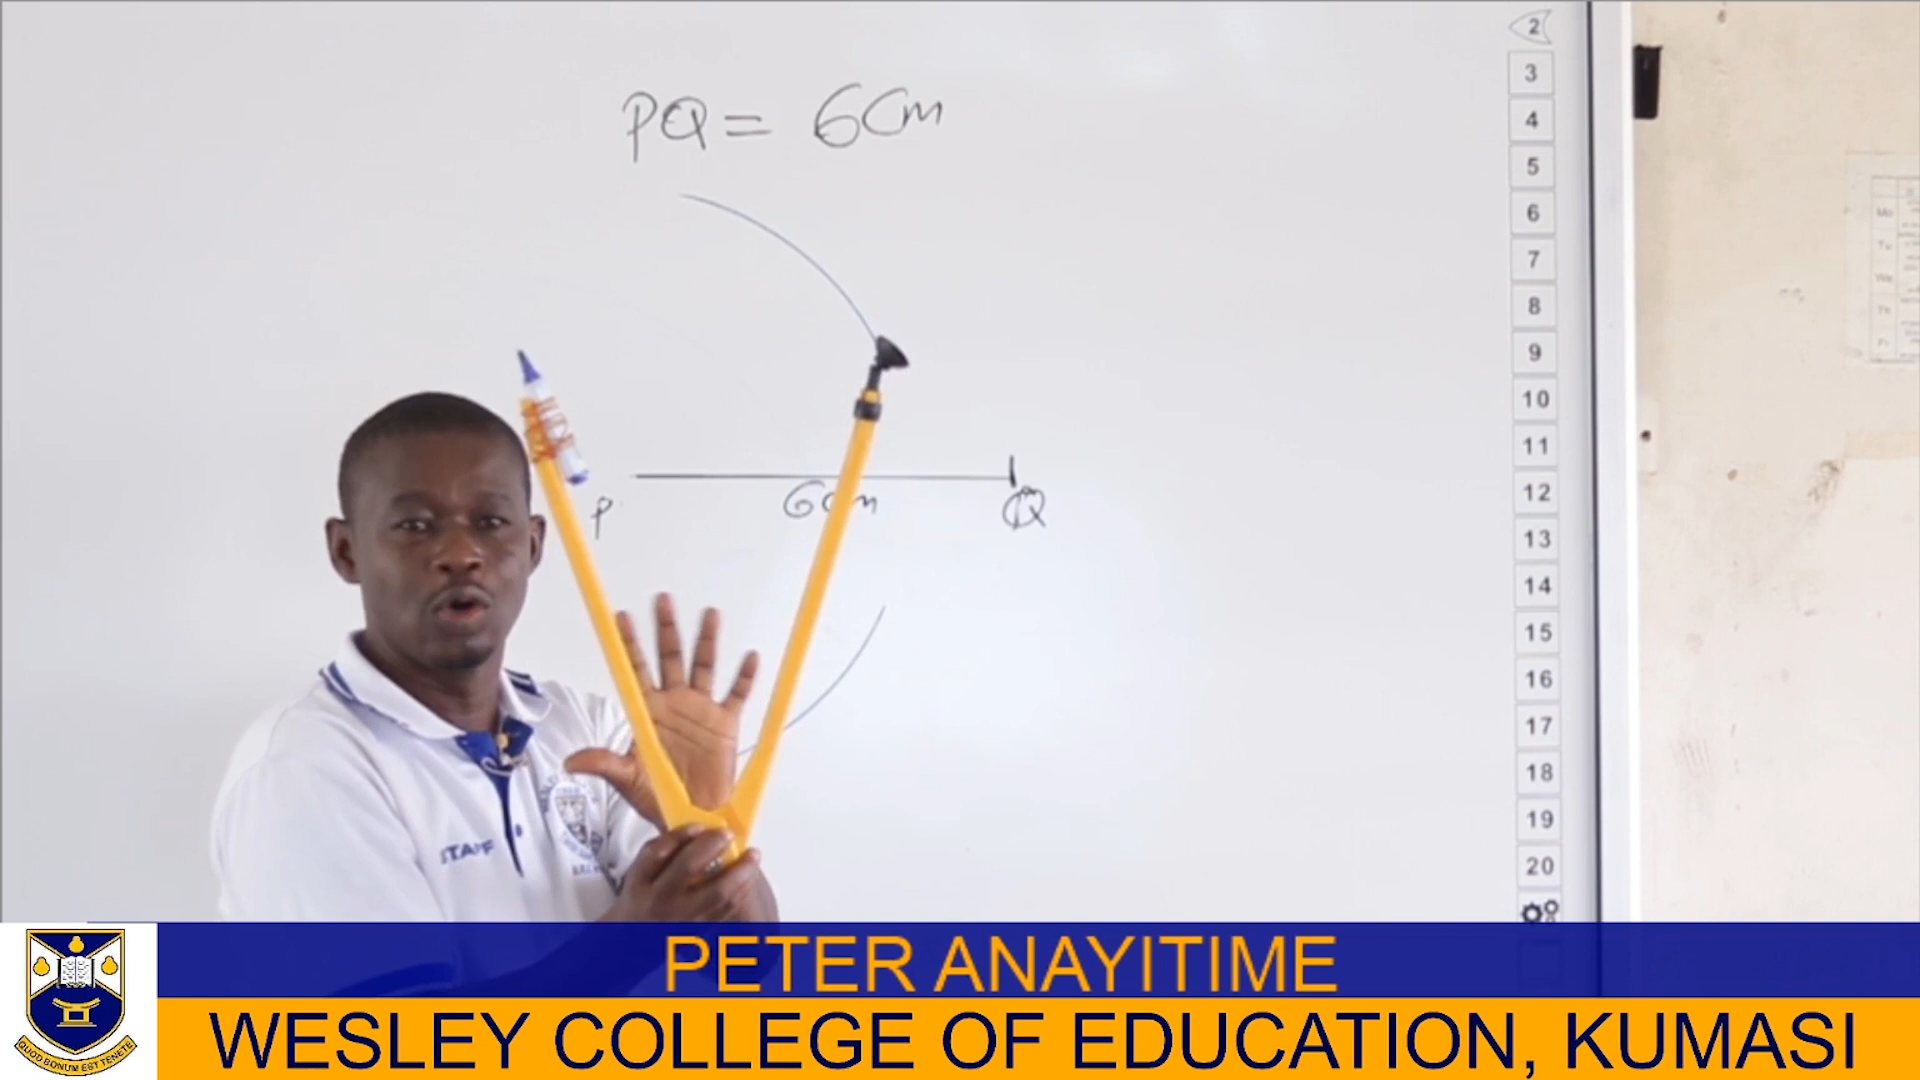 PQ = 6cm
P
6cm
Q
2
3
4
5
6
7
8
9
10
11
12
13
14
15
16
17
18
19
20
STAFF
PETER ANAYITIME
WESLEY COLLEGE OF EDUCATION, KUMASI
QUOD BONUM EST TENETE